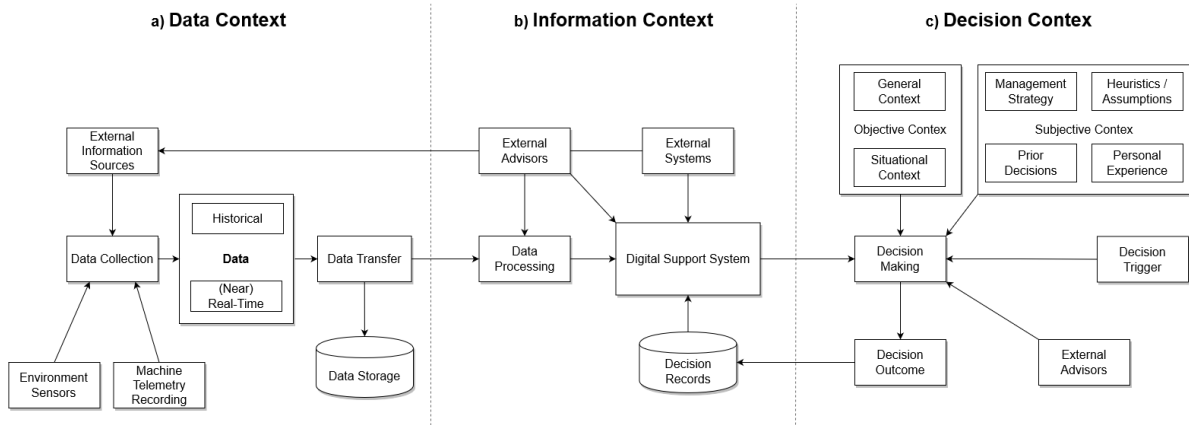 a) Data Context
b) Information Context
c) Decision Contex
General
Context
Objective Contex
Situational
Context
Management
Strategy
Heuristics /
Assumptions
Subjective Contex
Prior
Decisions
Personal
Experience
External
Information
Sources
External
Advisors
External
Systems
Historical
Data
(Near)
Real-Time
Data Collection
Data Transfer
Data
Processing
Digital Support System
Decision
Making
Decision
Trigger
Environment
Sensors
Machine
Telemetry
Recording
Data Storage
Decision
Records
Decision
Outcome
External
Advisors